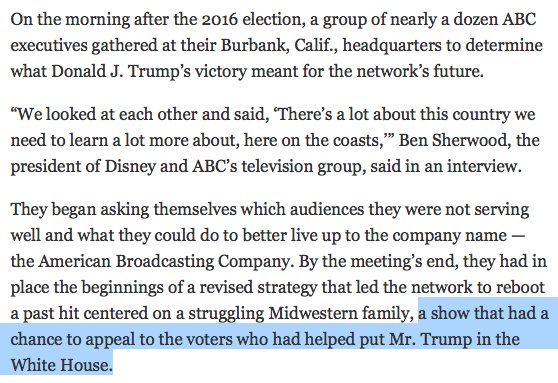 On the morning after the 2016 election, a group of nearly a dozen ABC
executives gathered at their Burbank, Calif., headquarters to determine
what Donald J. Trump’s victory meant for the network’s future.
“We looked at each other and said, ‘There’s a lot about this country we
need to learn a lot more about, here on the coasts,’” Ben Sherwood, the
president of Disney and ABC’s television group, said in an interview.
They began asking themselves which audiences they were not serving
well and what they could do to better live up to the company name —
the American Broadcasting Company. By the meeting’s end, they had in
place the beginnings of a revised strategy that led the network to reboot
a past hit centered on a struggling Midwestern family, a show that had a
chance to appeal to the voters who had helped put Mr. Trump in the
White House.